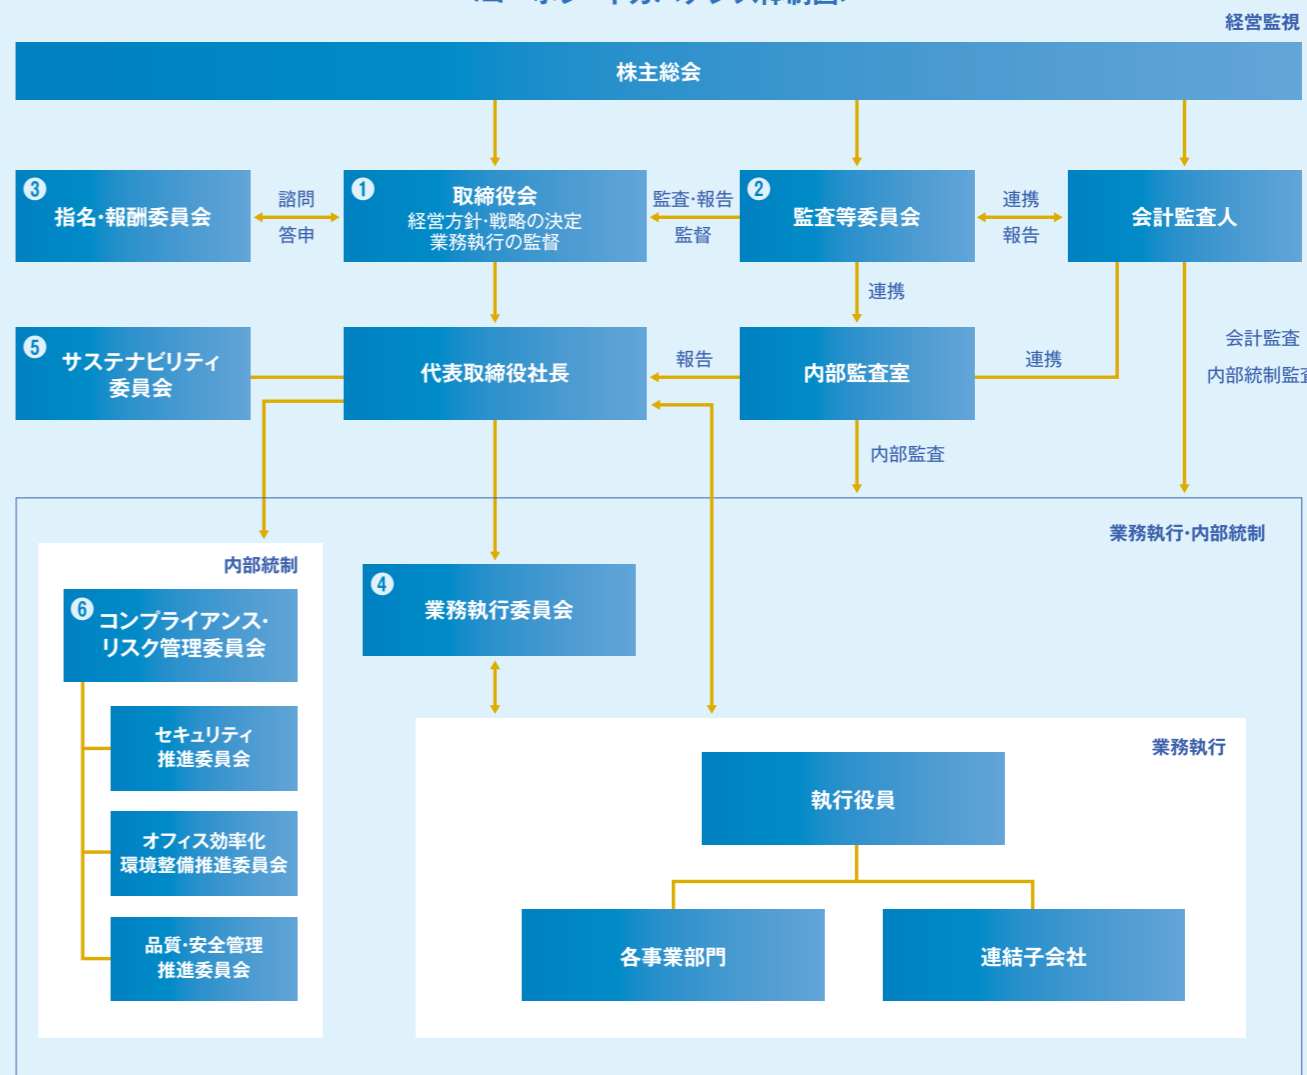 経営監視
株主総会
③
指名・報酬委員会
諮問
答申
①
取締役会
経営方針・戦略の決定
業務執行の監督
監査・報告
監督
②
監査等委員会
連携
報告
会計監査人
連携
⑤
サステナビリティ
委員会
代表取締役社長
報告
内部監査室
連携
会計監査
内部統制監査
内部監査
業務執行・内部統制
内部統制
⑥
コンプライアンス・
リスク管理委員会
④
業務執行委員会
セキュリティ
推進委員会
オフィス効率化
環境整備推進委員会
品質・安全管理
推進委員会
業務執行
執行役員
各事業部門
連結子会社